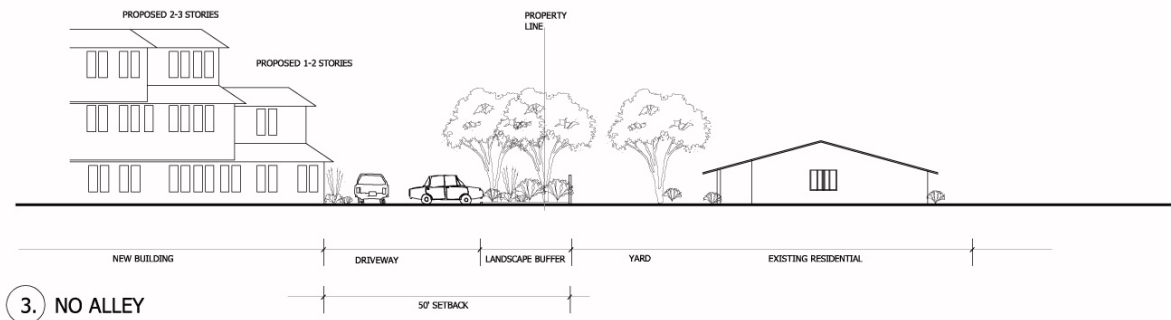 PROPOSED 2-3 STORIES
PROPERTY
LINE
PROPOSED 1-2 STORIES
NEW BUILDING
DRIVEWAY
LANDSCAPE BUFFER
YARD
EXISTING RESIDENTIAL
50' SETBACK
3. NO ALLEY